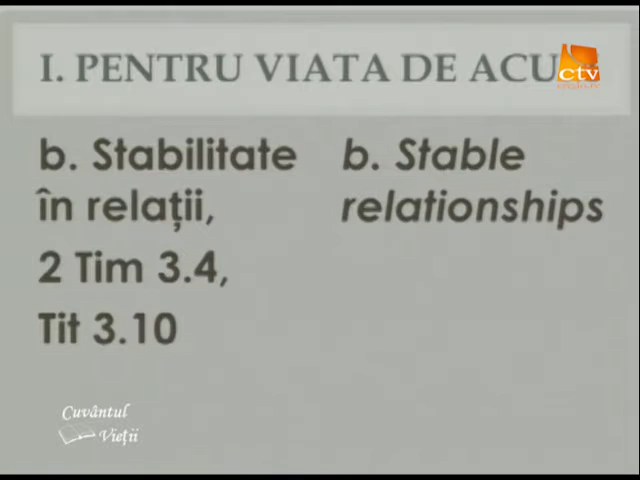 I. PENTRU VIATA DE ACU
ctv
b. Stabilitate
în relații,
2 Tim 3.4,
Tit 3.10
b. Stable
relationships
Cuvântul
Vieții